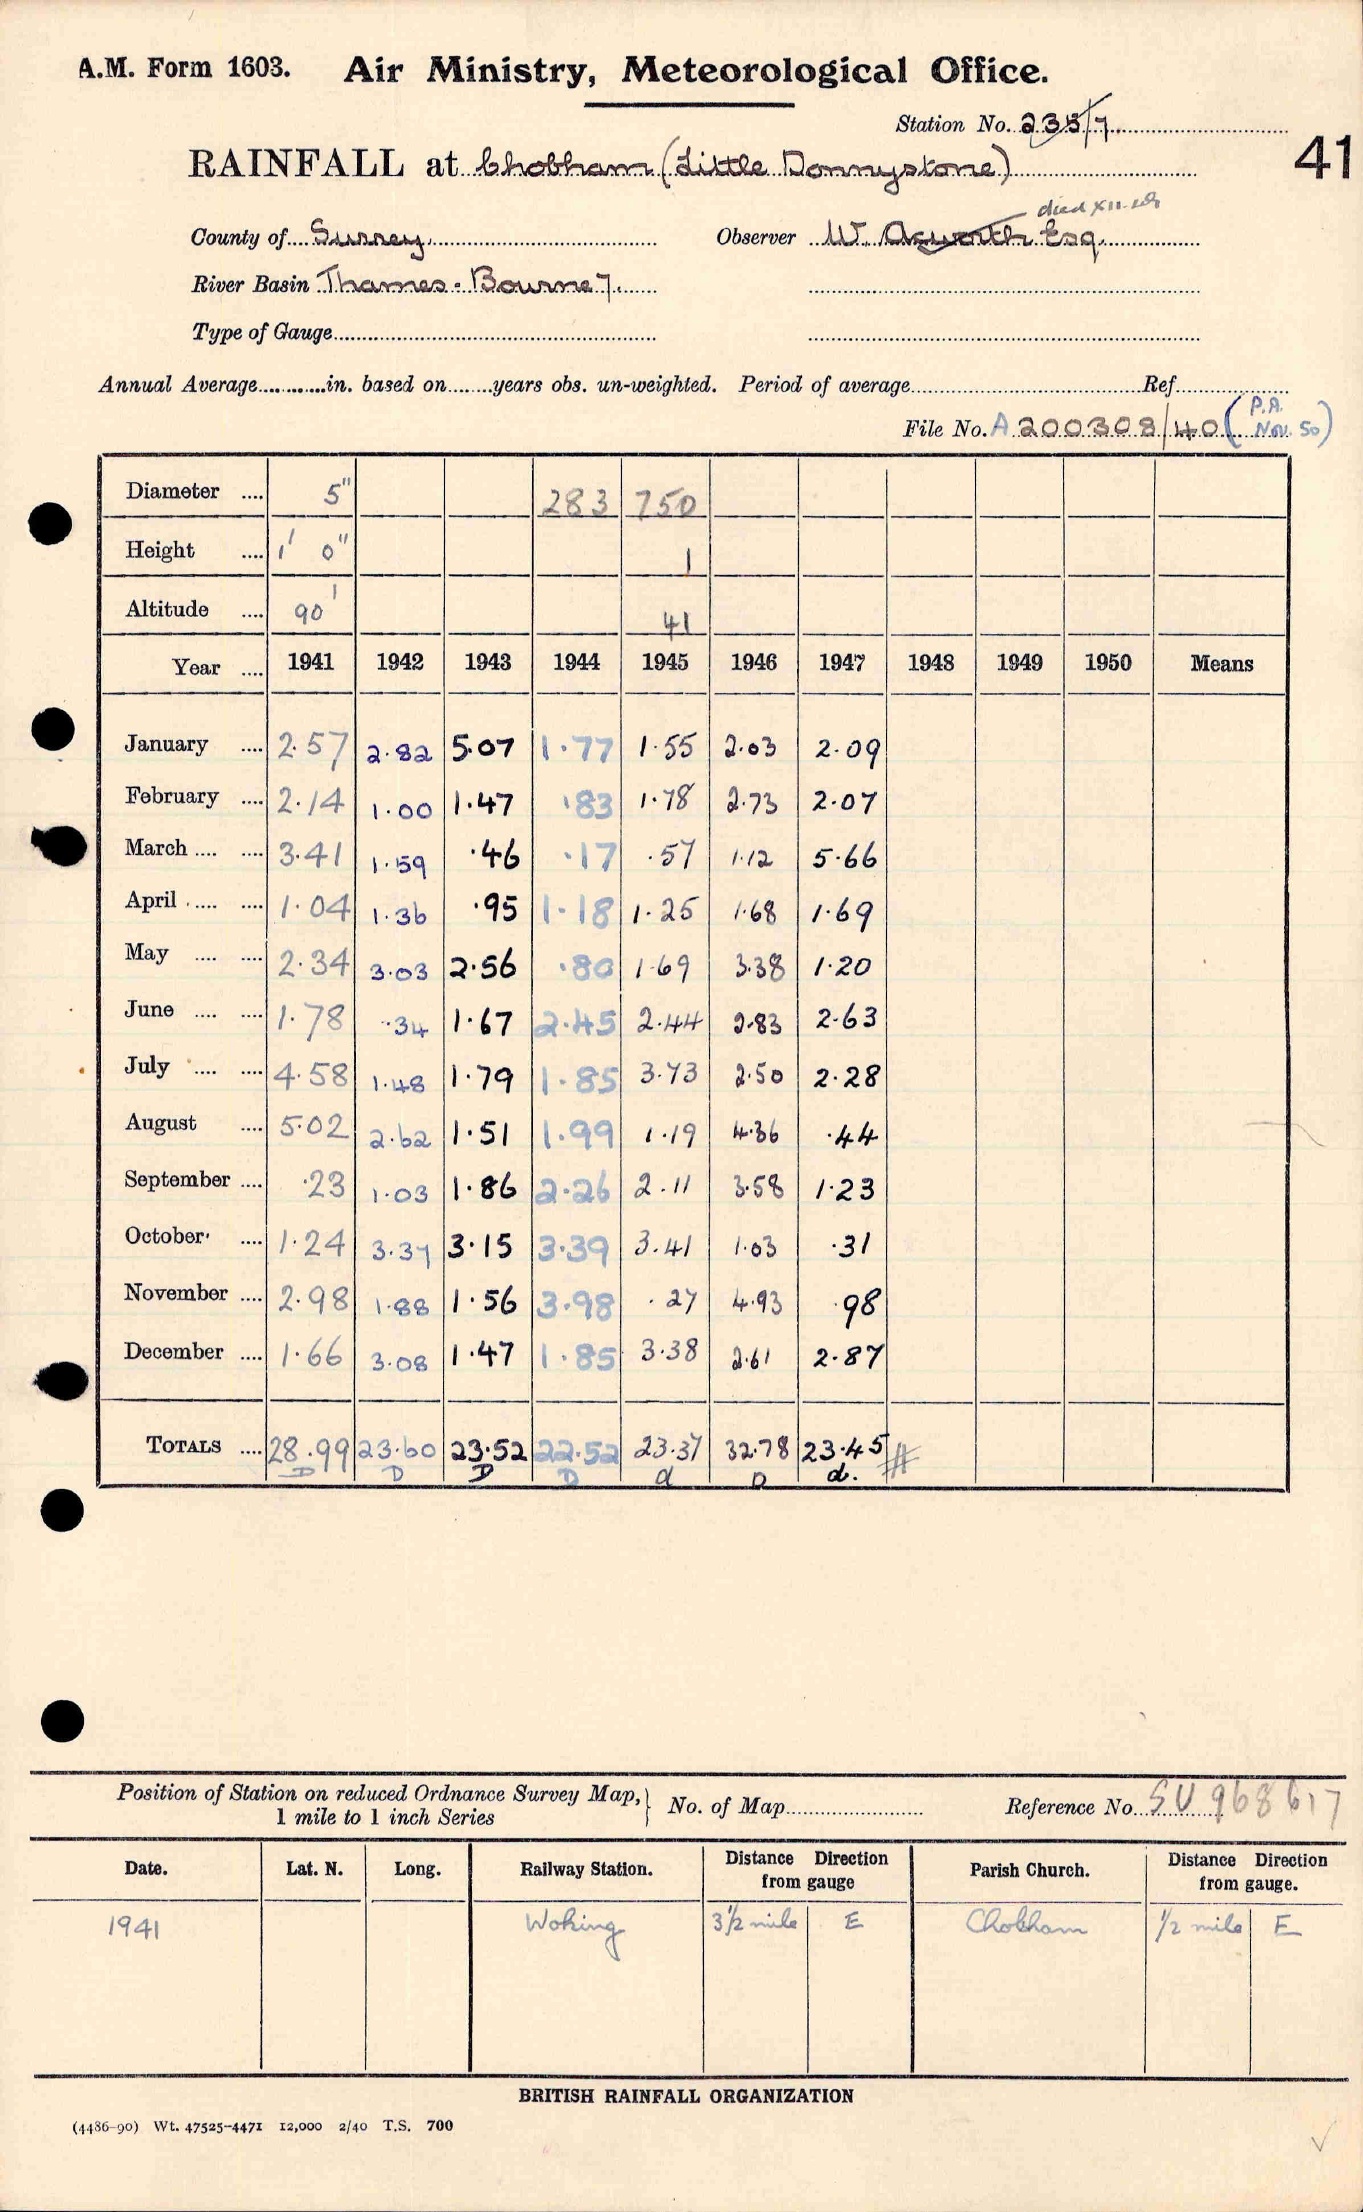 A.M. Form 1603. Air Ministry, Meteorological Office.
Station No. 235/7
41
RAINFALL at Chobham (Little Donnystone)
died XII.
County of Surrey. Observer W. Acworth Esq.
River Basin Thames - Bourne 7.
Type of Gauge
Annual Average in. based on years obs. un-weighted. Period of average Ref
File No. A 200308/40 (P.A. Nov. 50)
Diameter 5" 283 750
Height 1' 0" 1
Altitude 90' 41
Year 1941 1942 1943 1944 1945 1946 1947 1948 1949 1950 Means
January 2.57 2.82 5.07 1.77 1.55 2.03 2.09
February 2.14 1.00 1.47 .83 1.78 2.73 2.07
March 3.41 1.59 .46 .17 .57 1.12 5.66
April 1.04 1.36 .95 1.18 1.25 1.68 1.69
May 2.34 3.03 2.56 .80 1.69 3.38 1.20
June 1.78 .34 1.67 2.45 2.44 2.83 2.63
July 4.58 1.48 1.79 1.85 3.73 2.50 2.28
August 5.02 2.62 1.51 1.99 1.19 4.36 .44
September .23 1.03 1.86 2.26 2.11 3.58 1.23
October 1.24 3.37 3.15 3.39 3.41 1.03 .31
November 2.98 1.88 1.56 3.98 .27 4.93 .98
December 1.66 3.08 1.47 1.85 3.38 2.61 2.87
TOTALS 28.99 23.60 23.52 22.52 23.37 32.78 23.45 #
D D D D d D d.
Position of Station on reduced Ordnance Survey Map, 1 mile to 1 inch Series } No. of Map Reference No. SU 968617
Date. Lat. N. Long. Railway Station. Distance Direction from gauge Parish Church. Distance Direction from gauge.
1941 Woking 3½ mile E Chobham ½ mile E
BRITISH RAINFALL ORGANIZATION
(4486-90) Wt. 47525-4471 12,000 2/40 T.S. 700